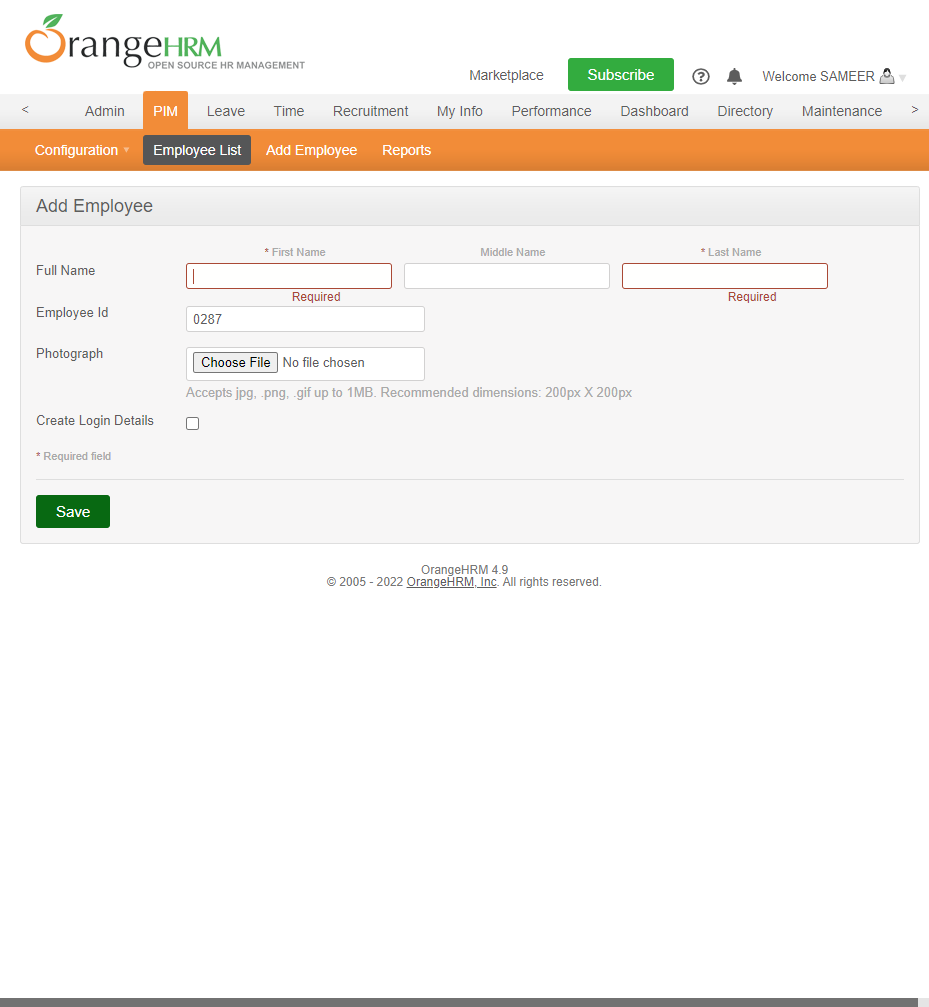 OrangeHRM
OPEN SOURCE HR MANAGEMENT
Marketplace Subscribe ? Welcome SAMEER
< Admin PIM Leave Time Recruitment My Info Performance Dashboard Directory Maintenance >
Configuration Employee List Add Employee Reports
Add Employee
* First Name Middle Name * Last Name
Full Name
Required Required
Employee Id 0287
Photograph Choose File No file chosen
Accepts jpg, .png, .gif up to 1MB. Recommended dimensions: 200px X 200px
Create Login Details
* Required field
Save
OrangeHRM 4.9
© 2005 - 2022 OrangeHRM, Inc. All rights reserved.